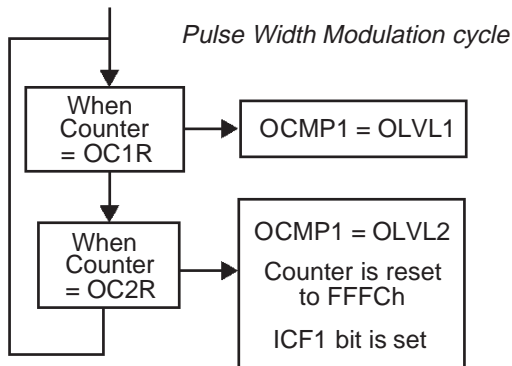 Pulse Width Modulation cycle
When
Counter
= OC1R
OCMP1 = OLVL1
When
Counter
= OC2R
OCMP1 = OLVL2
Counter is reset
to FFFCh
ICF1 bit is set